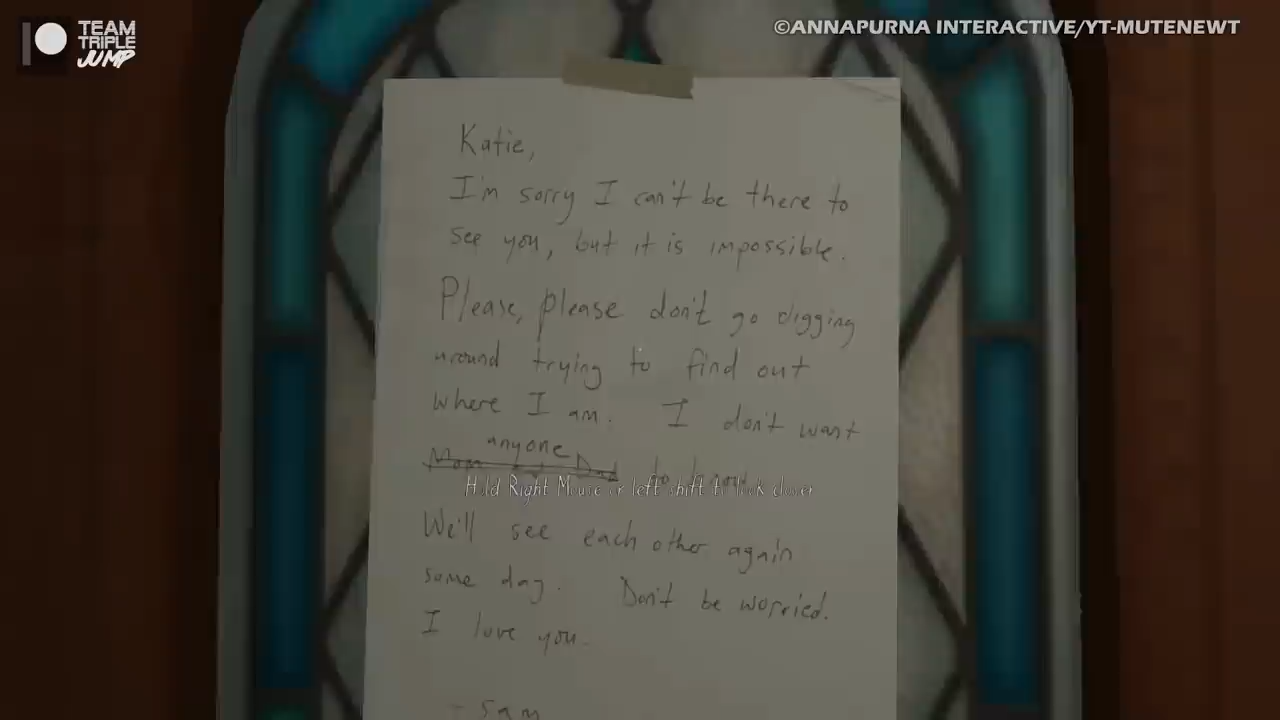 TEAM
TRIPLE
JUMP
©ANNAPURNA INTERACTIVE/YT-MUTENEWT
Katie,
I'm sorry I can't be there to
see you, but it is impossible.
Please, please don't go digging
around trying to find out
where I am. I don't want
anyone
Mom Dad to know.
Hold Right Mouse or left shift to look closer
We'll see each other again
some day. Don't be worried.
I love you.
- Sam